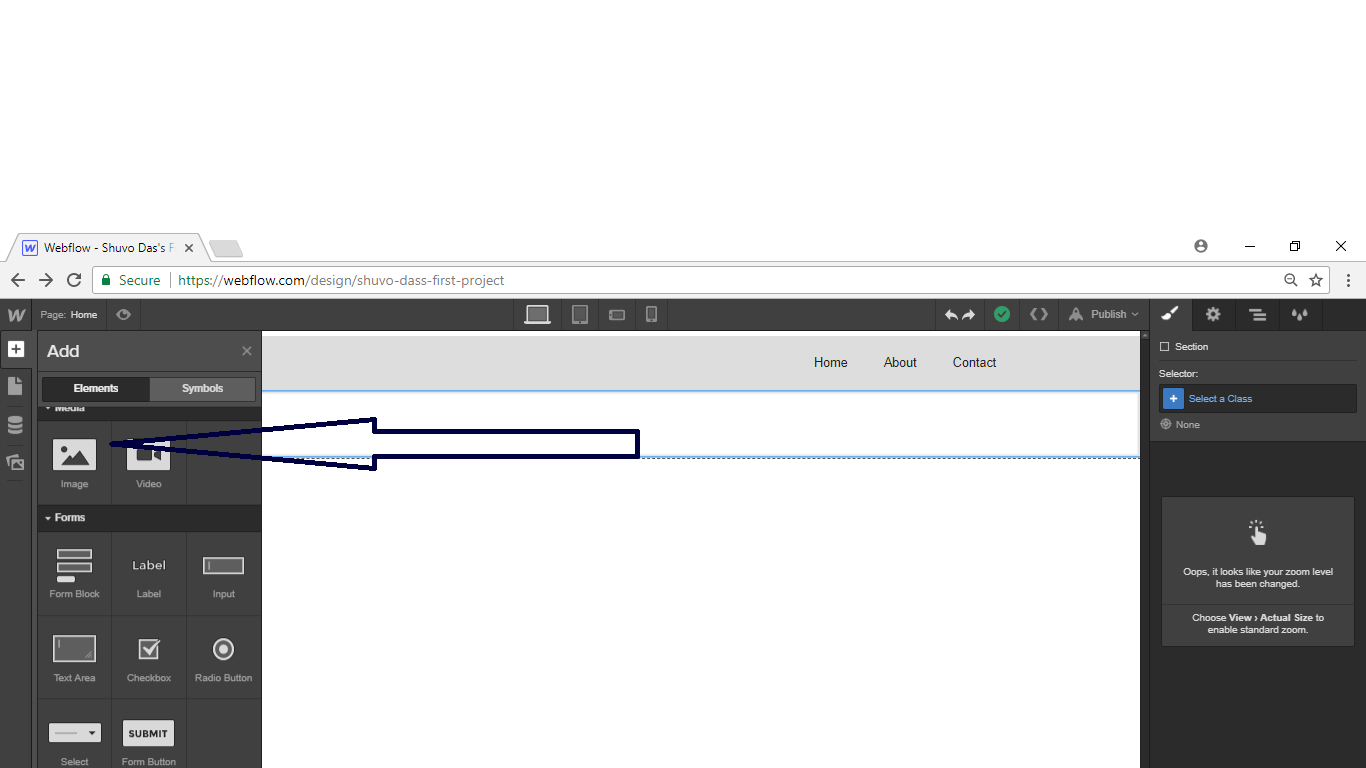 Webflow - Shuvo Das's F
Secure
https://webflow.com/design/shuvo-dass-first-project
Page: Home
Publish
Add
Elements Symbols
Media
Image Video
Forms
Form Block
Label
Label
Input
Text Area Checkbox Radio Button
SUBMIT
Select Form Button
Home About Contact
Section
Selector:
Select a Class
None
Oops, it looks like your zoom level
has been changed.
Choose View › Actual Size to
enable standard zoom.